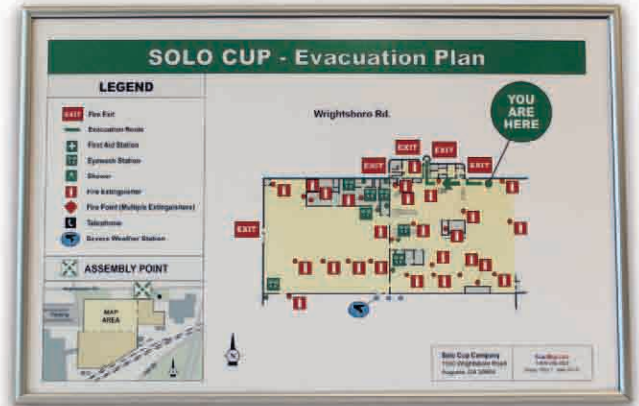 SOLO CUP - Evacuation Plan
LEGEND
EXIT Fire Exit
Evacuation Route
First Aid Station
Eyewash Station
Shower
Fire Extinguisher
Fire Point (Multiple Extinguishers)
Telephone
Severe Weather Station
ASSEMBLY POINT
MAP
AREA
Wrightsboro Rd.
YOU
ARE
HERE
EXIT
EXIT
EXIT
EXIT
EXIT
Solo Cup Company
Wrightsboro Road